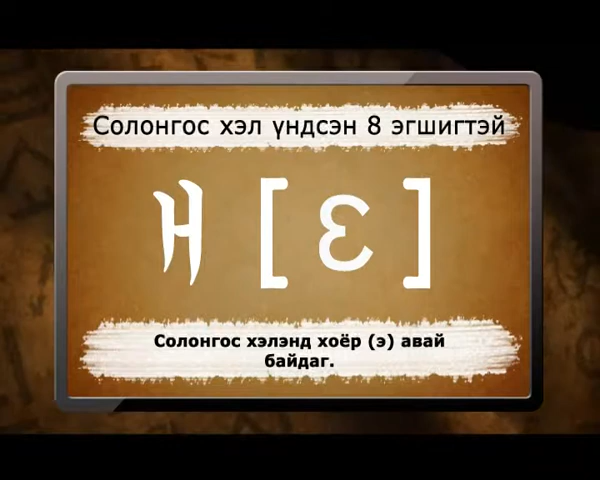 Солонгос хэл үндсэн 8 эгшигтэй
ㅐ [ ε ]
Солонгос хэлэнд хоёр (э) авай
байдаг.